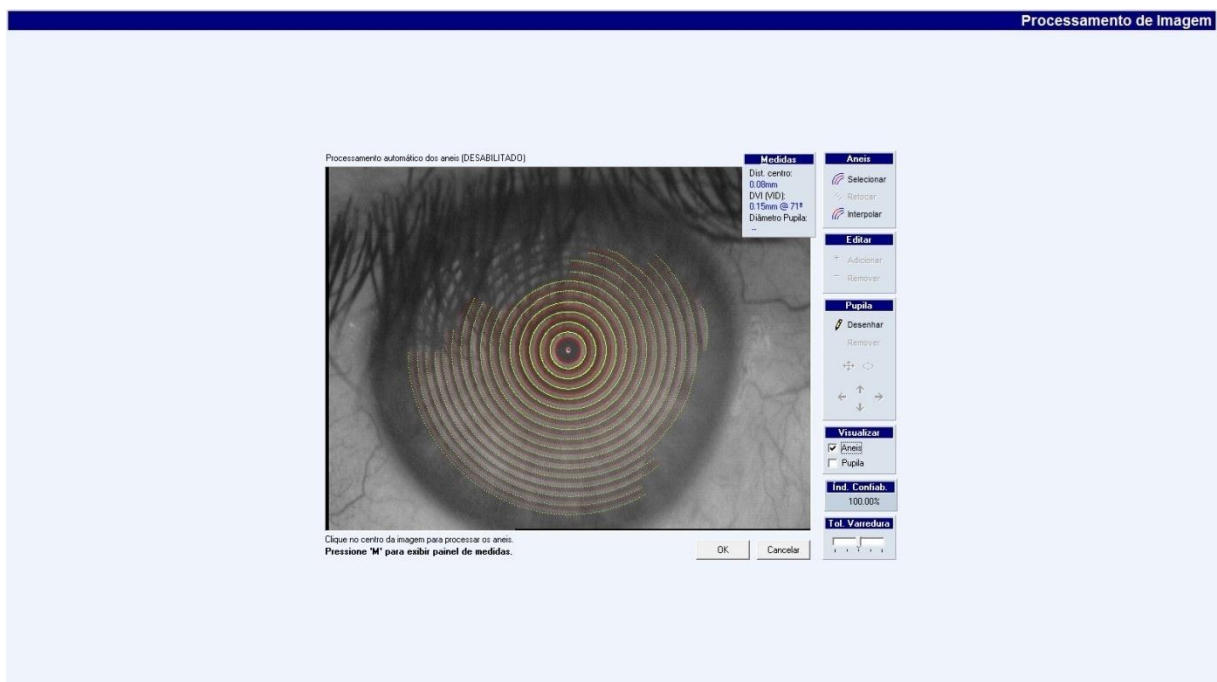 Processamento de Imagem
Processamento automático dos aneis (DESABILITADO)
Medidas
Dist. centro:
0.08mm
DVI (VID):
0.15mm @ 71º
Diâmetro Pupila:
--
Aneis
Selecionar
Retocar
Interpolar
Editar
+ Adicionar
− Remover
Pupila
Desenhar
Remover
Visualizar
Aneis
Pupila
Índ. Confiab.
100.00%
Tol. Varredura
Clique no centro da imagem para processar os aneis.
Pressione 'M' para exibir painel de medidas.
OK
Cancelar